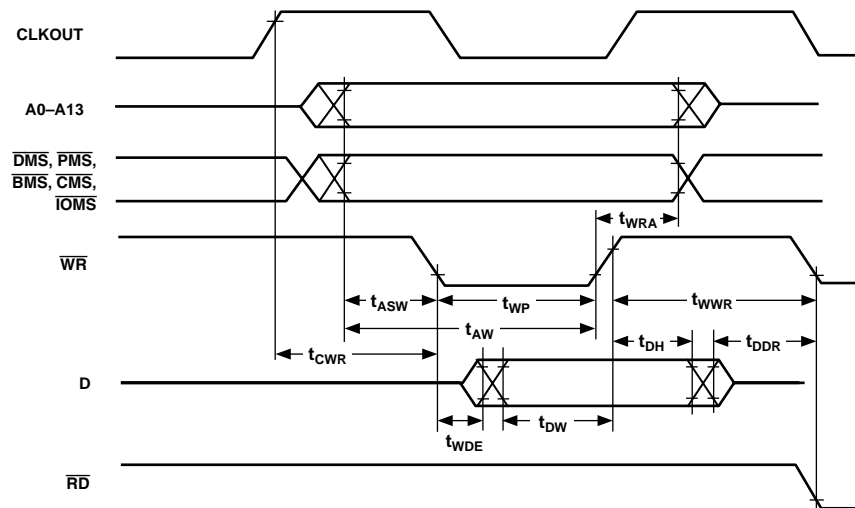 CLKOUT
A0–A13
DMS, PMS,
BMS, CMS,
IOMS
tWRA
WR
tASW
tWP
tWWR
tAW
tCWR
tDH
tDDR
D
tWDE
tDW
RD